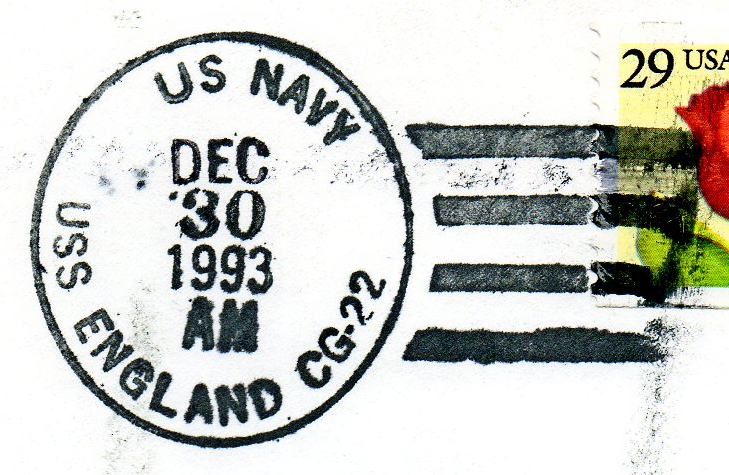 US NAVY
DEC
30
1993
AM
USS ENGLAND CG-22
29 USA